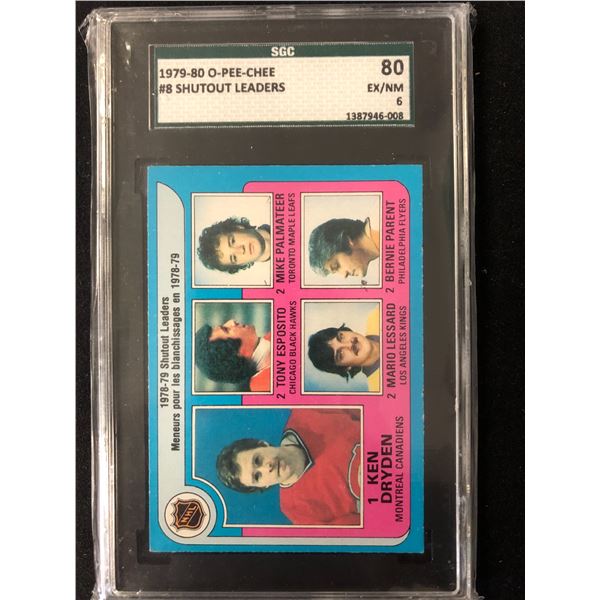 SGC
1979-80 O-PEE-CHEE
#8 SHUTOUT LEADERS
80
EX/NM
6
1387946-008
1978-79 Shutout Leaders
Meneurs pour les blanchissages en 1978-79
NHL
1 KEN
DRYDEN
MONTREAL CANADIENS
2 TONY ESPOSITO
CHICAGO BLACK HAWKS
2 MIKE PALMATEER
TORONTO MAPLE LEAFS
2 MARIO LESSARD
LOS ANGELES KINGS
2 BERNIE PARENT
PHILADELPHIA FLYERS